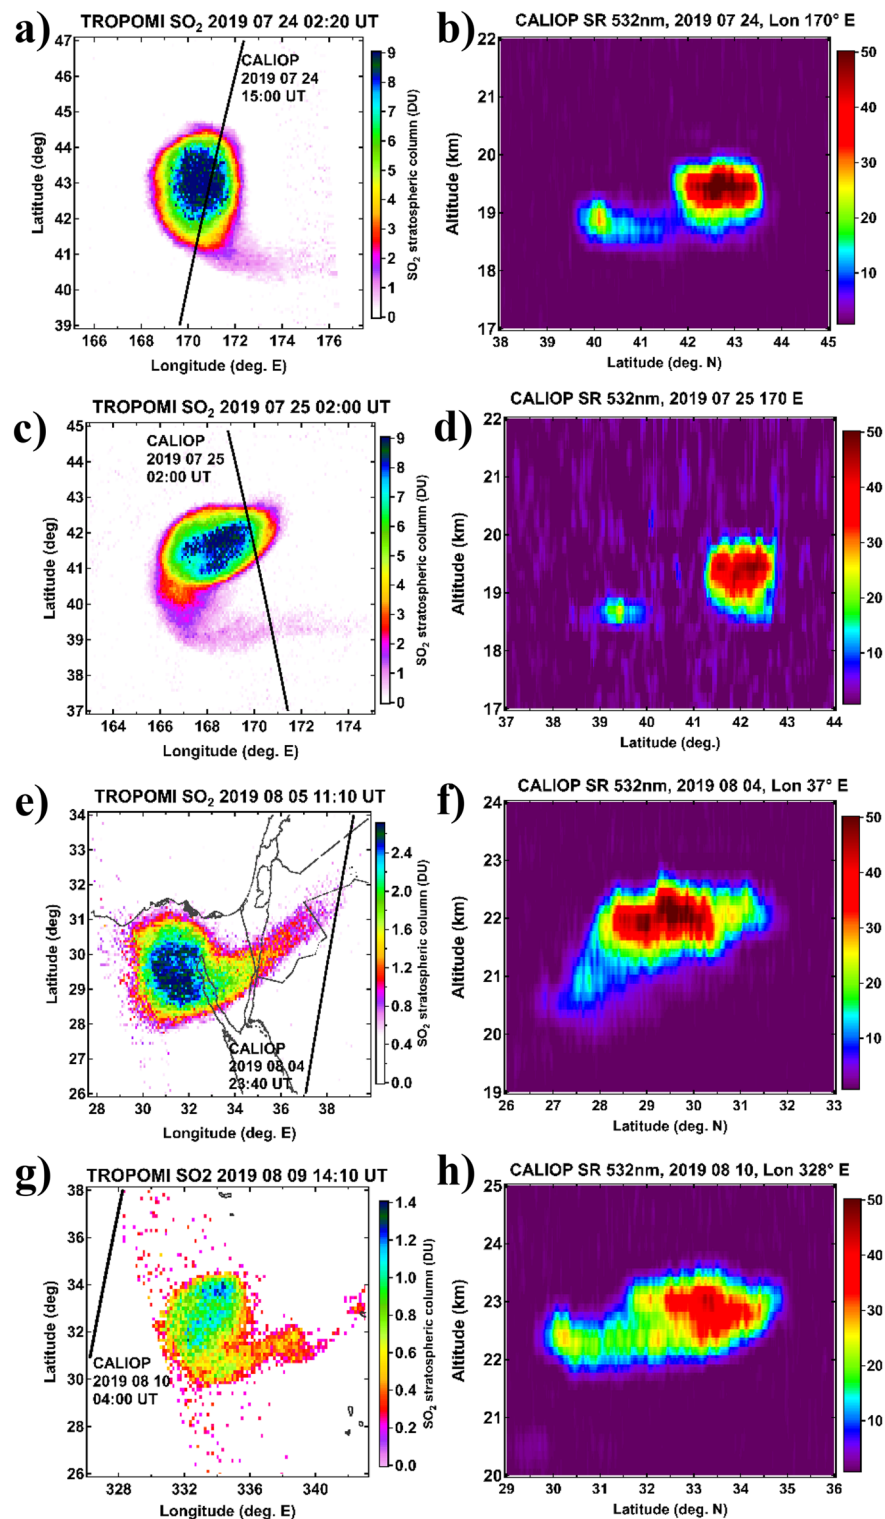 a)
TROPOMI SO2 2019 07 24 02:20 UT
47
46
45
44
43
42
41
40
39
Latitude (deg)
CALIOP
2019 07 24
15:00 UT
166 168 170 172 174 176
Longitude (deg. E)
9
8
7
6
5
4
3
2
1
0
SO2 stratospheric column (DU)
b)
CALIOP SR 532nm, 2019 07 24, Lon 170° E
22
21
20
19
18
17
Altitude (km)
38 39 40 41 42 43 44 45
Latitude (deg. N)
50
40
30
20
10
c)
TROPOMI SO2 2019 07 25 02:00 UT
45
44
43
42
41
40
39
38
37
Latitude (deg)
CALIOP
2019 07 25
02:00 UT
164 166 168 170 172 174
Longitude (deg. E)
9
8
7
6
5
4
3
2
1
0
SO2 stratospheric column (DU)
d)
CALIOP SR 532nm, 2019 07 25 170 E
22
21
20
19
18
17
Altitude (km)
37 38 39 40 41 42 43 44
Latitude (deg.)
50
40
30
20
10
e)
TROPOMI SO2 2019 08 05 11:10 UT
34
33
32
31
30
29
28
27
26
Latitude (deg)
CALIOP
2019 08 04
23:40 UT
28 30 32 34 36 38
Longitude (deg. E)
2.4
2.0
1.6
1.2
0.8
0.4
0.0
SO2 stratospheric column (DU)
f)
CALIOP SR 532nm, 2019 08 04, Lon 37° E
24
23
22
21
20
19
Altitude (km)
26 27 28 29 30 31 32 33
Latitude (deg. N)
50
40
30
20
10
g)
TROPOMI SO2 2019 08 09 14:10 UT
38
36
34
32
30
28
26
Latitude (deg)
CALIOP
2019 08 10
04:00 UT
328 332 336 340
Longitude (deg. E)
1.4
1.2
1.0
0.8
0.6
0.4
0.2
0.0
SO2 stratospheric column (DU)
h)
CALIOP SR 532nm, 2019 08 10, Lon 328° E
25
24
23
22
21
20
Altitude (km)
29 30 31 32 33 34 35 36
Latitude (deg. N)
50
40
30
20
10